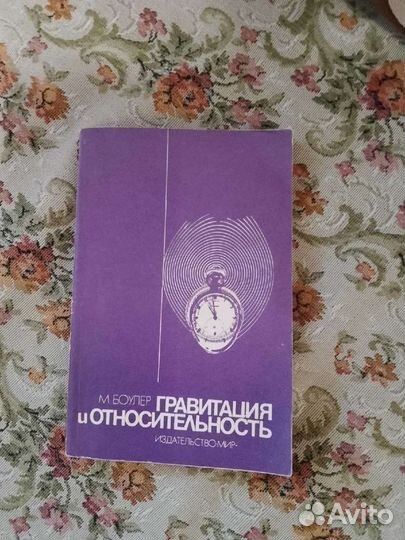 М. БОУЛЕР ГРАВИТАЦИЯ
и ОТНОСИТЕЛЬНОСТЬ
ИЗДАТЕЛЬСТВО·МИР·
Avito